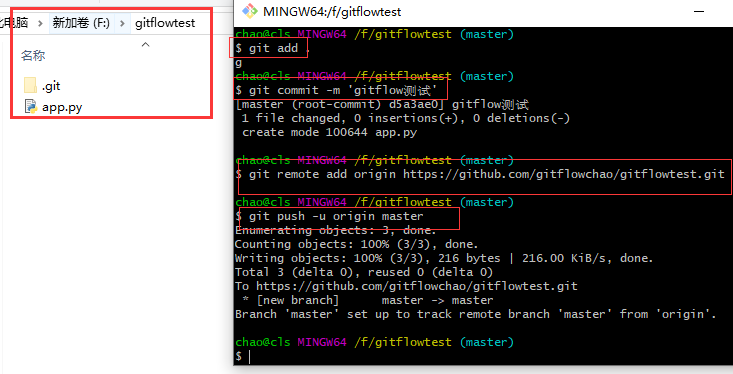 此电脑 > 新加卷 (F:) > gitflowtest
名称
.git
app.py
MINGW64:/f/gitflowtest
chao@cls MINGW64 /f/gitflowtest (master)
$ git add .
g
chao@cls MINGW64 /f/gitflowtest (master)
$ git commit -m 'gitflow测试'
[master (root-commit) d5a3ae0] gitflow测试
1 file changed, 0 insertions(+), 0 deletions(-)
create mode 100644 app.py
chao@cls MINGW64 /f/gitflowtest (master)
$ git remote add origin https://github.com/gitflowchao/gitflowtest.git
chao@cls MINGW64 /f/gitflowtest (master)
$ git push -u origin master
Enumerating objects: 3, done.
Counting objects: 100% (3/3), done.
Writing objects: 100% (3/3), 216 bytes | 216.00 KiB/s, done.
Total 3 (delta 0), reused 0 (delta 0)
To https://github.com/gitflowchao/gitflowtest.git
* [new branch]      master -> master
Branch 'master' set up to track remote branch 'master' from 'origin'.
chao@cls MINGW64 /f/gitflowtest (master)
$